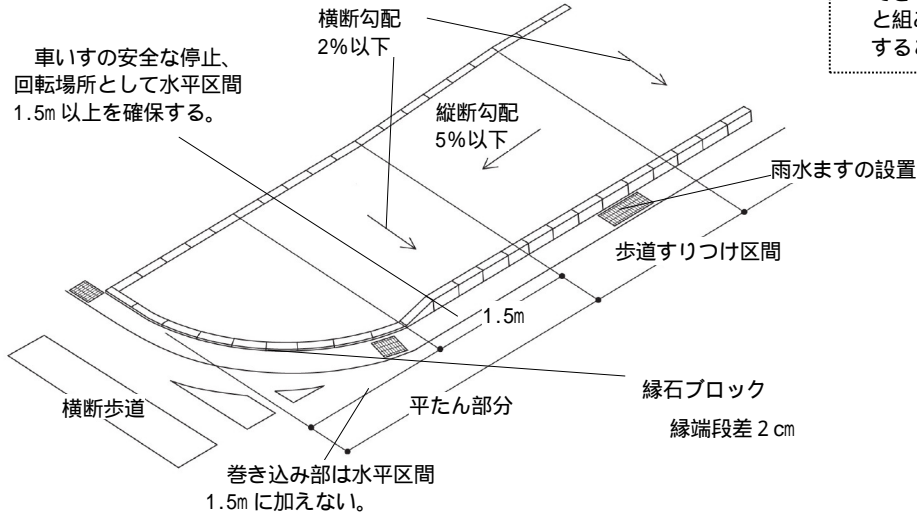 横断勾配
2%以下
車いすの安全な停止、
回転場所として水平区間
1.5m以上を確保する。
と組み
する
縦断勾配
5%以下
雨水ますの設置
歩道すりつけ区間
1.5m
縁石ブロック
縁端段差2㎝
平たん部分
横断歩道
巻き込み部は水平区間
1.5mに加えない。